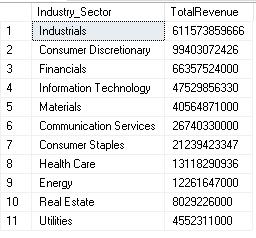 Industry_Sector TotalRevenue
1 Industrials 611573859666
2 Consumer Discretionary 99403072426
3 Financials 66357524000
4 Information Technology 47529856330
5 Materials 40564871000
6 Communication Services 26740330000
7 Consumer Staples 21239423347
8 Health Care 13118290936
9 Energy 12261647000
10 Real Estate 8029226000
11 Utilities 4552311000